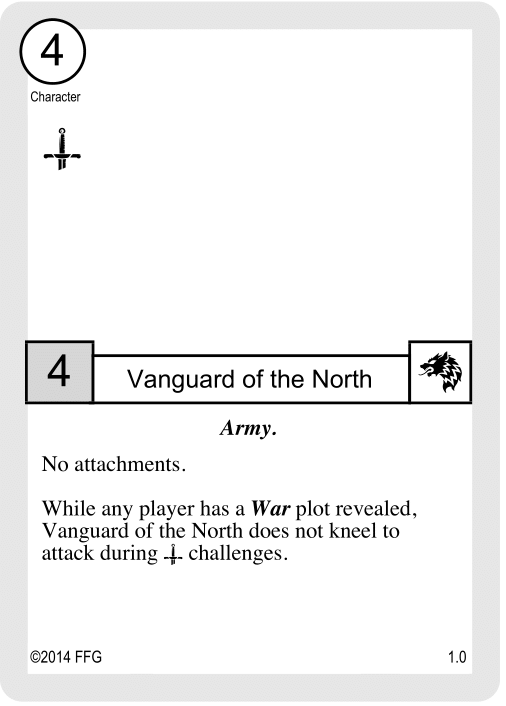 4
Character
4
Vanguard of the North
Army.
No attachments.
While any player has a War plot revealed,
Vanguard of the North does not kneel to
attack during challenges.
©2014 FFG
1.0